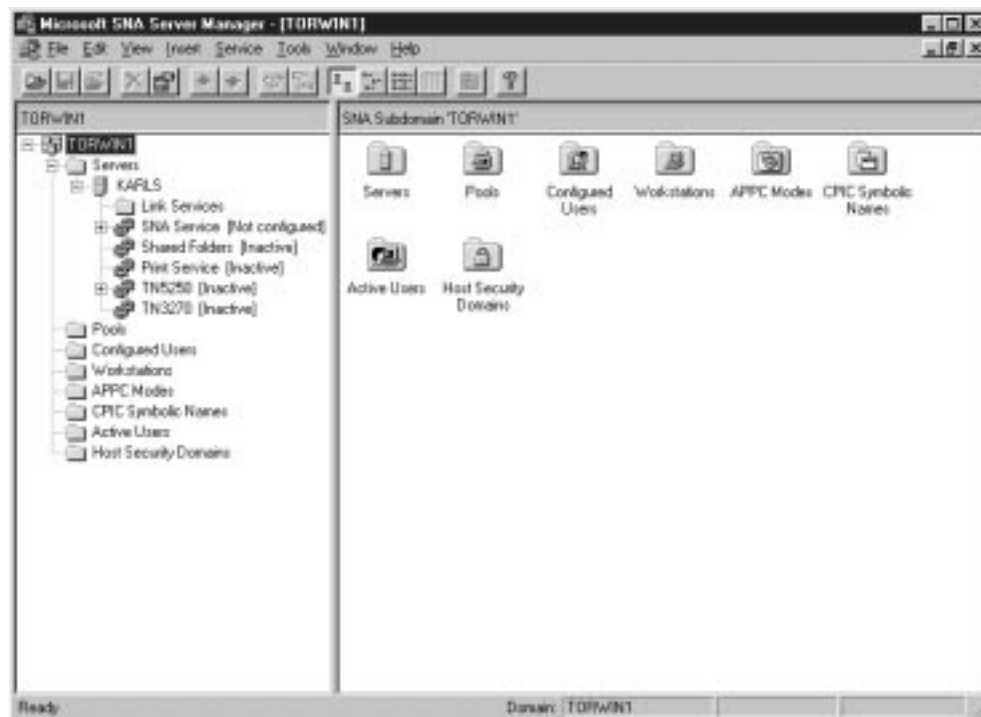 Microsoft SNA Server Manager - [TORWIN1]
File Edit View Insert Service Tools Window Help
TORWIN1
SNA Subdomain 'TORWIN1'
TORWIN1
Servers
KARLS
Link Services
SNA Service [Not configured]
Shared Folders [Inactive]
Print Service [Inactive]
TN5250 [Inactive]
TN3270 [Inactive]
Pools
Configured Users
Workstations
APPC Modes
CPIC Symbolic Names
Active Users
Host Security Domains
Servers
Pools
Configured Users
Workstations
APPC Modes
CPIC Symbolic Names
Active Users
Host Security Domains
Ready
Domain: TORWIN1